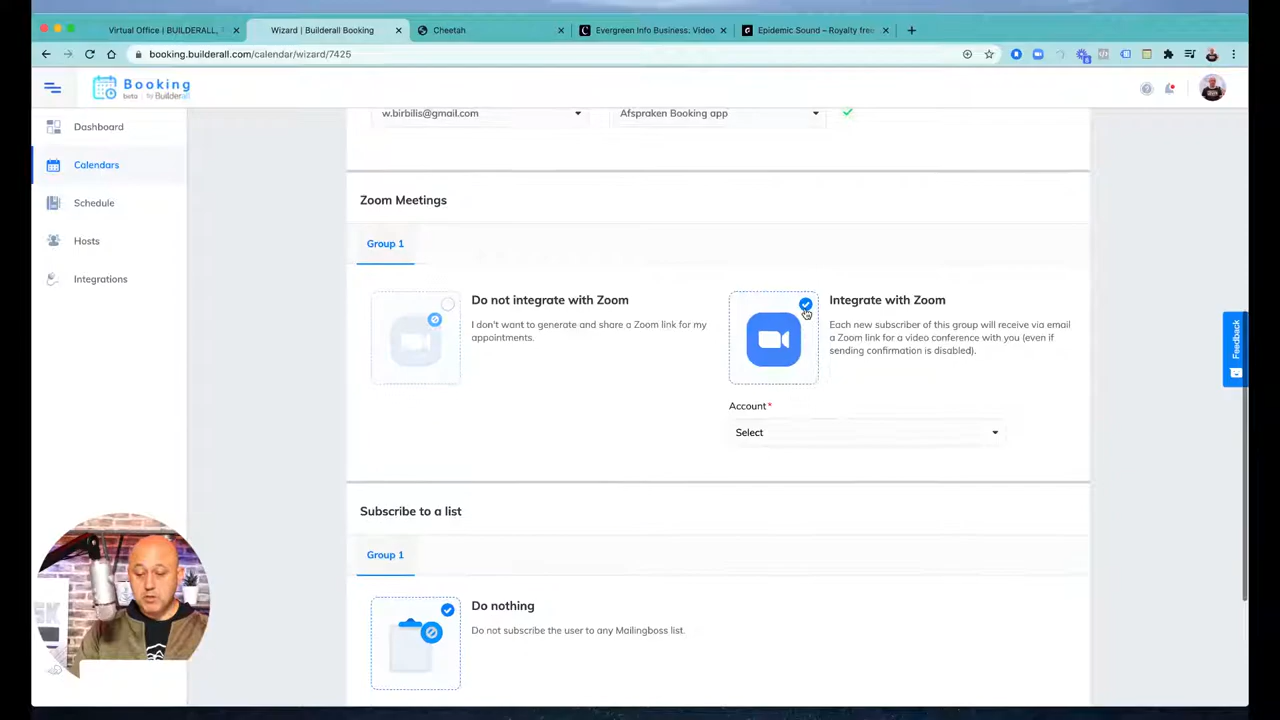 Virtual Office | BUILDERALL,
Wizard | Builderall Booking
Cheetah
Evergreen Info Business, Video
Epidemic Sound – Royalty free
booking.builderall.com/calendar/wizard/7425
Booking
beta by Builderall
Dashboard
Calendars
Schedule
Hosts
Integrations
w.birbilis@gmail.com
Afspraken Booking app
Zoom Meetings
Group 1
Do not integrate with Zoom
I don't want to generate and share a Zoom link for my
appointments.
Integrate with Zoom
Each new subscriber of this group will receive via email
a Zoom link for a video conference with you (even if
sending confirmation is disabled).
Account*
Select
Subscribe to a list
Group 1
Do nothing
Do not subscribe the user to any Mailingboss list.
Feedback